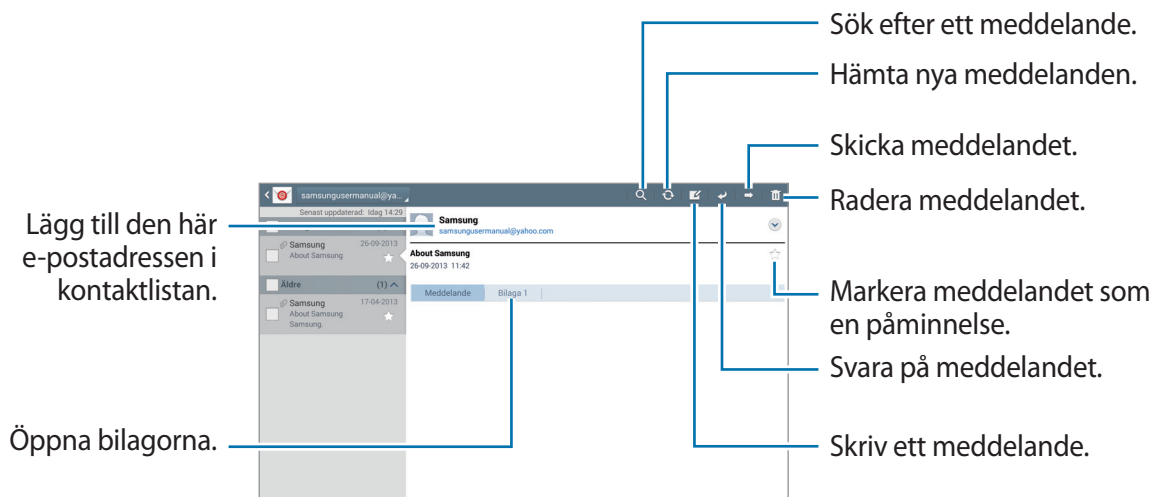 Sök efter ett meddelande.
Hämta nya meddelanden.
Skicka meddelandet.
Radera meddelandet.
samsungusermanual@ya...
Senast uppdaterad: Idag 14:29
Lägg till den här
e-postadressen i
kontaktlistan.
Samsung
samsungusermanual@yahoo.com
Samsung 26-09-2013
About Samsung
About Samsung
26-09-2013 11:42
Äldre (1)
Meddelande Bilaga 1
Samsung 17-04-2013
About Samsung
Samsung.
Markera meddelandet som
en påminnelse.
Svara på meddelandet.
Öppna bilagorna.
Skriv ett meddelande.